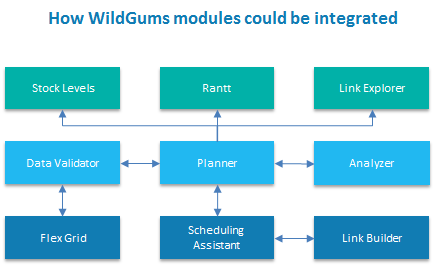 How WildGums modules could be integrated
Stock Levels
Rantt
Link Explorer
Data Validator
Planner
Analyzer
Flex Grid
Scheduling
Assistant
Link Builder